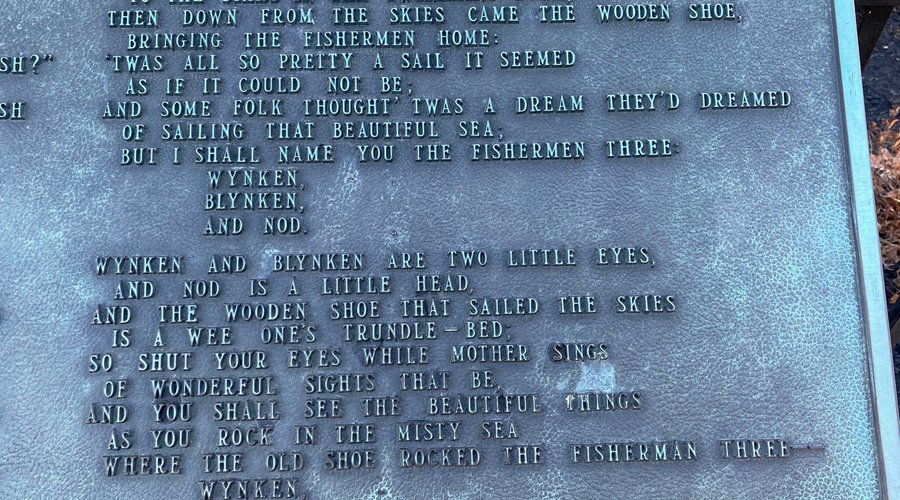 THEN DOWN FROM THE SKIES CAME THE WOODEN SHOE,
BRINGING THE FISHERMEN HOME:
SH?"
'TWAS ALL SO PRETTY A SAIL IT SEEMED
AS IF IT COULD NOT BE;
SH
AND SOME FOLK THOUGHT 'TWAS A DREAM THEY'D DREAMED
OF SAILING THAT BEAUTIFUL SEA,
BUT I SHALL NAME YOU THE FISHERMEN THREE:
WYNKEN,
BLYNKEN,
AND NOD.
WYNKEN AND BLYNKEN ARE TWO LITTLE EYES,
AND NOD IS A LITTLE HEAD,
AND THE WOODEN SHOE THAT SAILED THE SKIES
IS A WEE ONE'S TRUNDLE-BED;
SO SHUT YOUR EYES WHILE MOTHER SINGS
OF WONDERFUL SIGHTS THAT BE,
AND YOU SHALL SEE THE BEAUTIFUL THINGS
AS YOU ROCK IN THE MISTY SEA
WHERE THE OLD SHOE ROCKED THE FISHERMAN THREE—
WYNKEN,